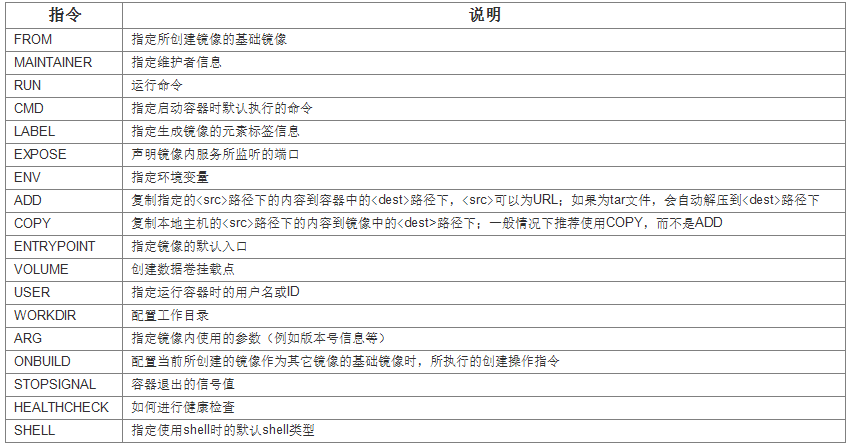 指令 说明
FROM 指定所创建镜像的基础镜像
MAINTAINER 指定维护者信息
RUN 运行命令
CMD 指定启动容器时默认执行的命令
LABEL 指定生成镜像的元素标签信息
EXPOSE 声明镜像内服务所监听的端口
ENV 指定环境变量
ADD 复制指定的<src>路径下的内容到容器中的<dest>路径下，<src>可以为URL；如果为tar文件，会自动解压到<dest>路径下
COPY 复制本地主机的<src>路径下的内容到镜像中的<dest>路径下；一般情况下推荐使用COPY，而不是ADD
ENTRYPOINT 指定镜像的默认入口
VOLUME 创建数据卷挂载点
USER 指定运行容器时的用户名或ID
WORKDIR 配置工作目录
ARG 指定镜像内使用的参数（例如版本号信息等）
ONBUILD 配置当前所创建的镜像作为其它镜像的基础镜像时，所执行的创建操作指令
STOPSIGNAL 容器退出的信号值
HEALTHCHECK 如何进行健康检查
SHELL 指定使用shell时的默认shell类型